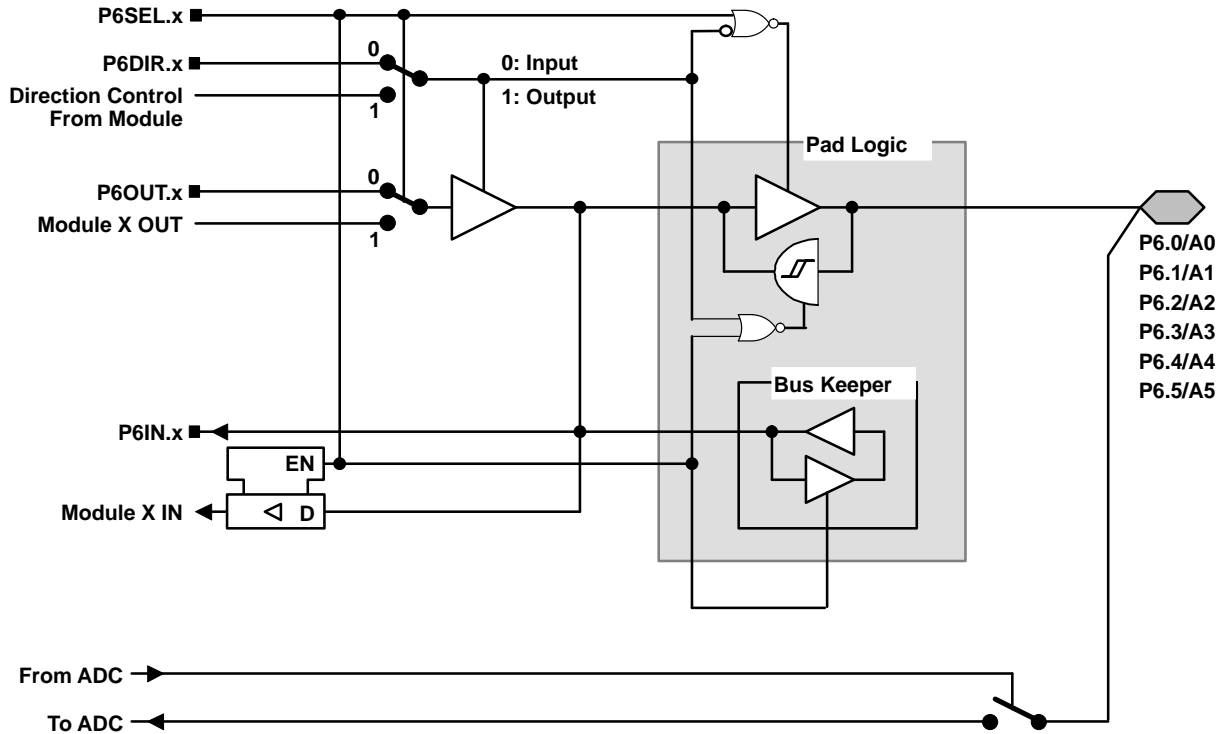 P6SEL.x
P6DIR.x
0
0: Input
Direction Control
From Module
1
1: Output
Pad Logic
P6OUT.x
0
Module X OUT
1
P6.0/A0
P6.1/A1
P6.2/A2
P6.3/A3
P6.4/A4
P6.5/A5
Bus Keeper
P6IN.x
EN
Module X IN
D
From ADC
To ADC